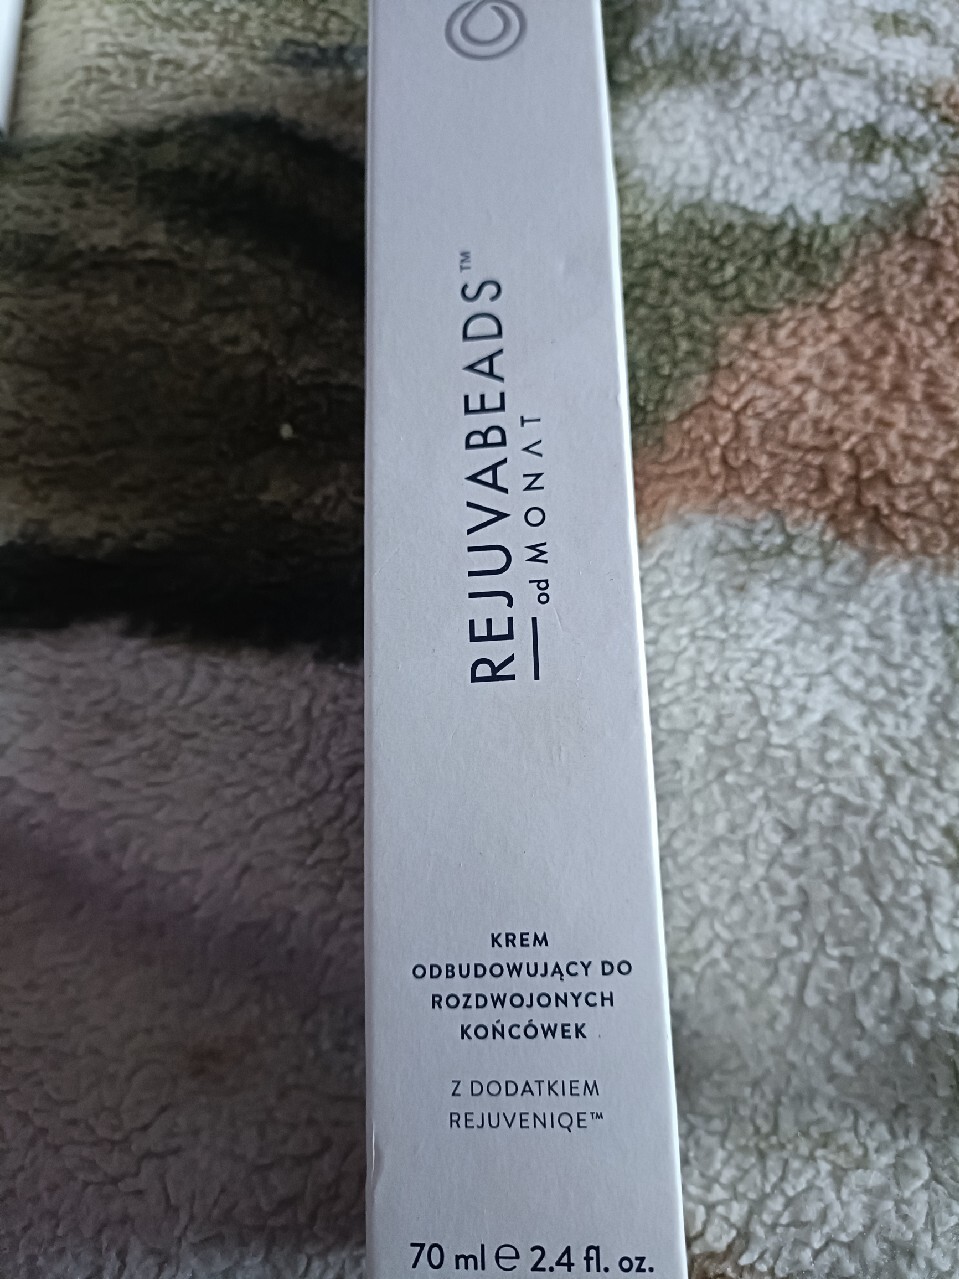 REJUVABEADS™
od MONAT
KREM
ODBUDOWUJĄCY DO
ROZDWOJONYCH
KOŃCÓWEK
Z DODATKIEM
REJUVENIQE™
70 ml ℮ 2.4 fl. oz.